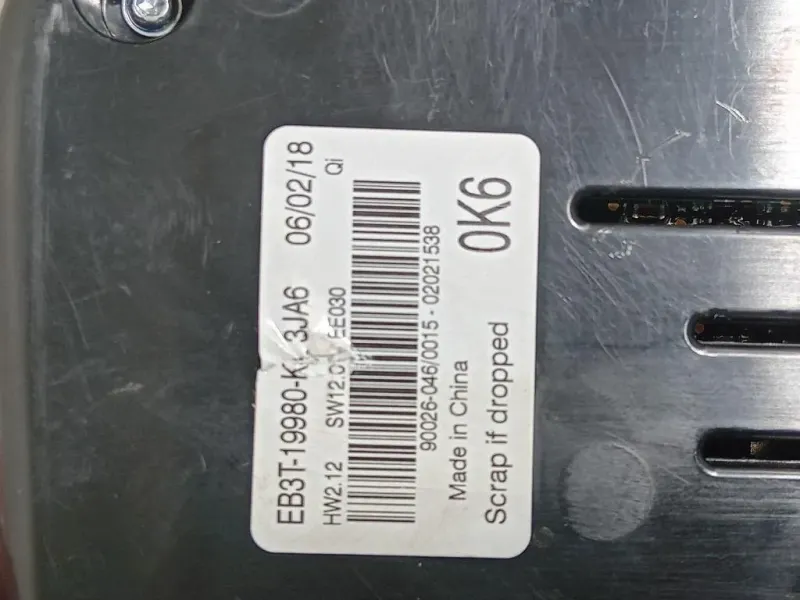 EB3T-19980-K 3JA6 06/02/18
HW2.12 SW12.0 EE030 Qi
90026-046/0015 - 02021538
Made in China
Scrap if dropped 0K6